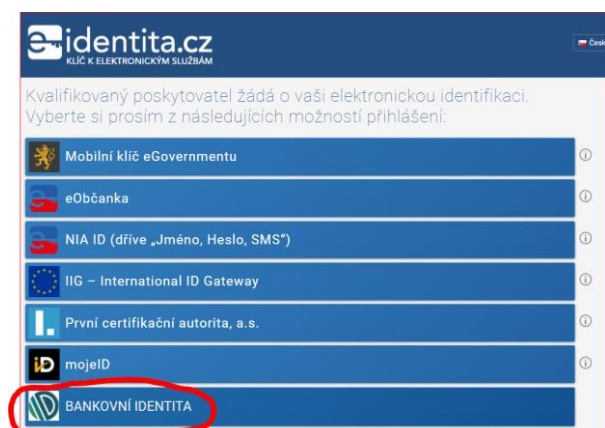 identita.cz
KLÍČ K ELEKTRONICKÝM SLUŽBÁM
Kvalifikovaný poskytovatel žádá o vaši elektronickou identifikaci.
Vyberte si prosím z následujících možností přihlášení:
Mobilní klíč eGovernmentu
eObčanka
NIA ID (dříve „Jméno, Heslo, SMS“)
IIG – International ID Gateway
I. První certifikační autorita, a.s.
iD mojeID
BANKOVNÍ IDENTITA